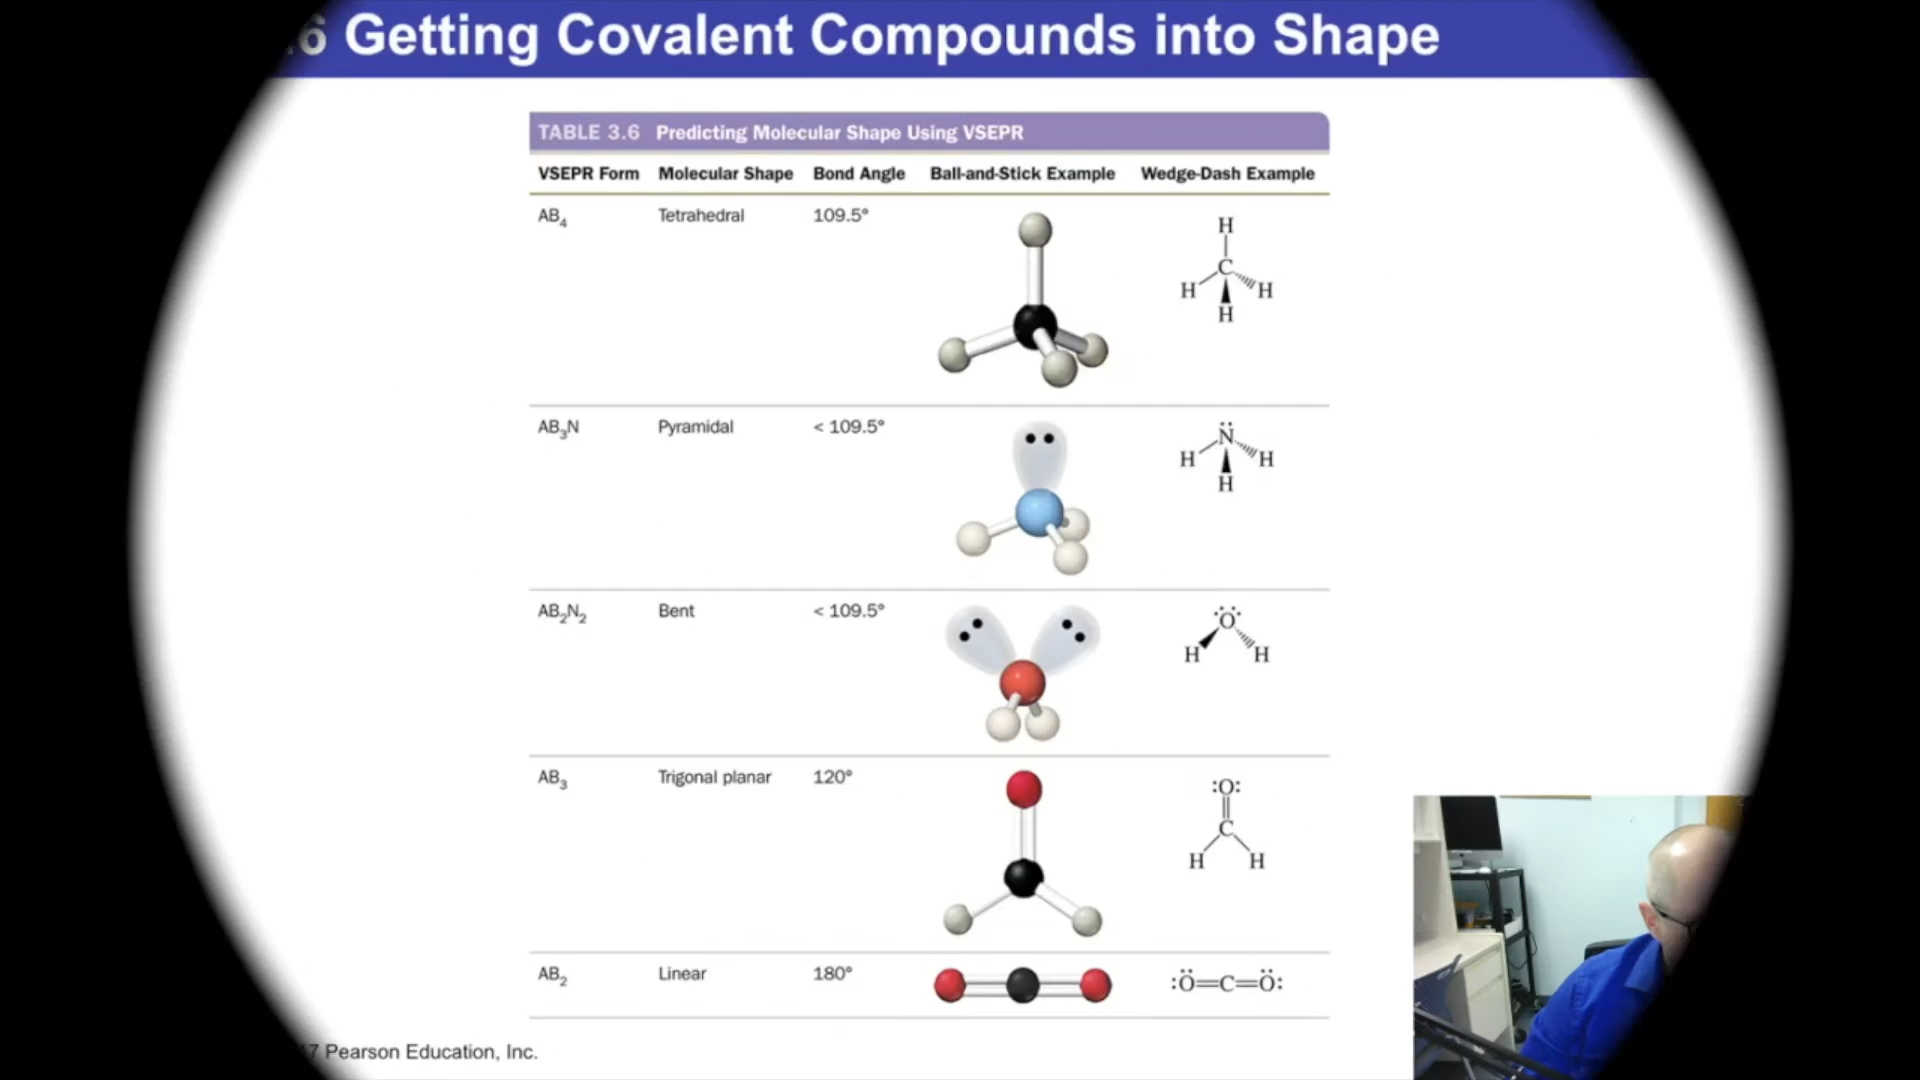 6 Getting Covalent Compounds into Shape
TABLE 3.6 Predicting Molecular Shape Using VSEPR
VSEPR Form Molecular Shape Bond Angle Ball-and-Stick Example Wedge-Dash Example
AB₄ Tetrahedral 109.5°
H
C
H H
H
AB₃N Pyramidal < 109.5°
N
H H
H
AB₂N₂ Bent < 109.5°
O
H H
AB₃ Trigonal planar 120°
:O:
C
H H
AB₂ Linear 180° :Ö=C=Ö:
7 Pearson Education, Inc.